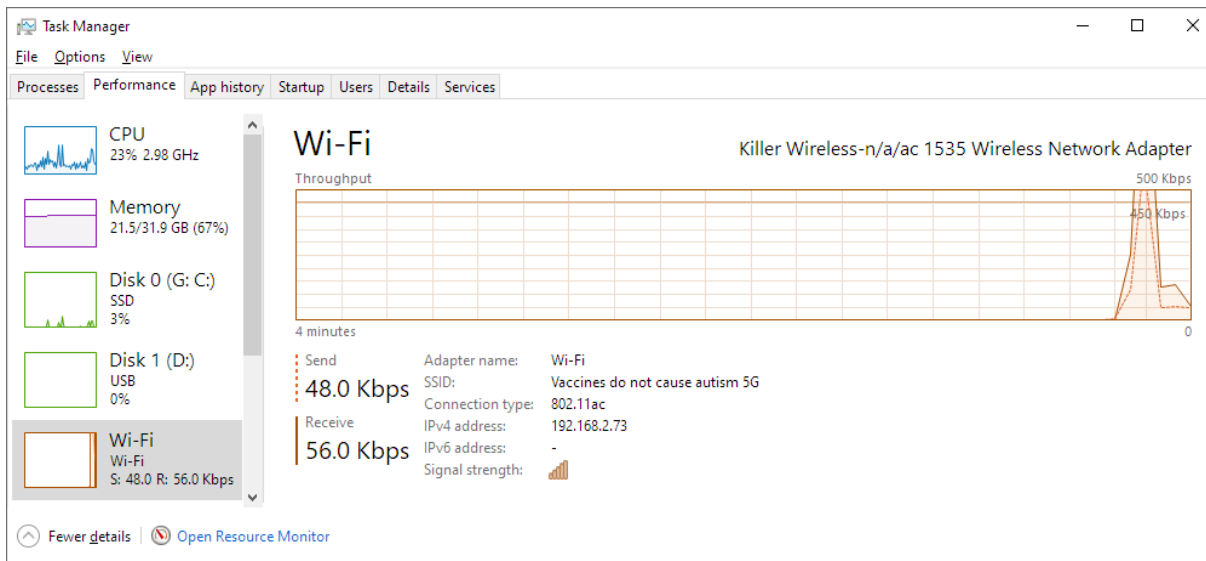 Task Manager
File Options View
Processes Performance App history Startup Users Details Services
CPU
23% 2.98 GHz
Memory
21.5/31.9 GB (67%)
Disk 0 (G: C:)
SSD
3%
Disk 1 (D:)
USB
0%
Wi-Fi
Wi-Fi
S: 48.0 R: 56.0 Kbps
Wi-Fi Killer Wireless-n/a/ac 1535 Wireless Network Adapter
Throughput 500 Kbps
450 Kbps
4 minutes 0
Send
48.0 Kbps
Receive
56.0 Kbps
Adapter name: Wi-Fi
SSID: Vaccines do not cause autism 5G
Connection type: 802.11ac
IPv4 address: 192.168.2.73
IPv6 address: -
Signal strength:
Fewer details Open Resource Monitor